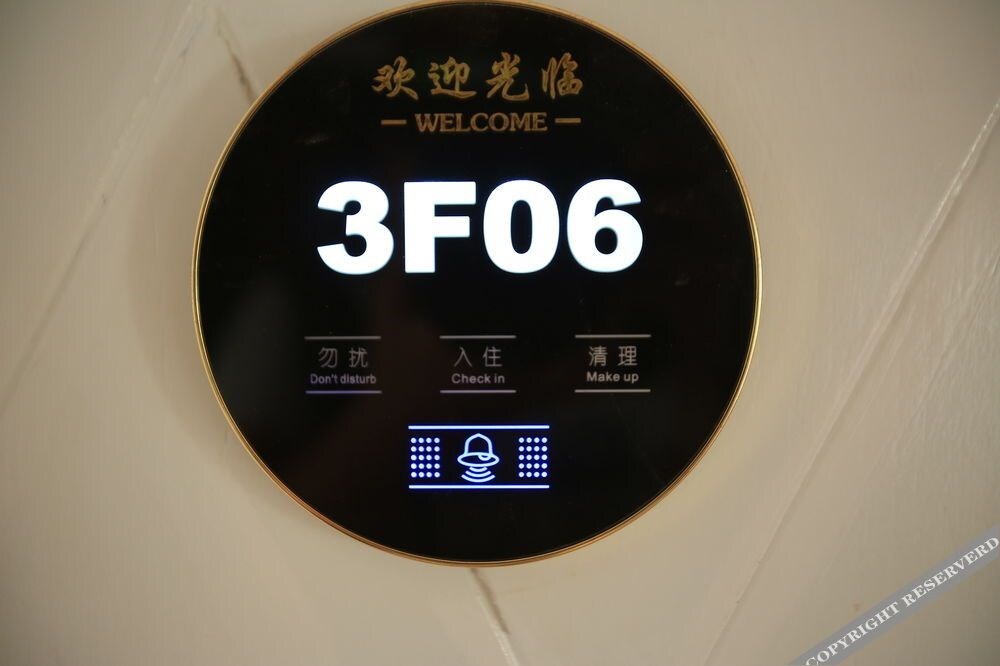 欢迎光临
WELCOME
3F06
勿扰
Don't disturb
入住
Check in
清理
Make up
COPYRIGHT RESERVERD